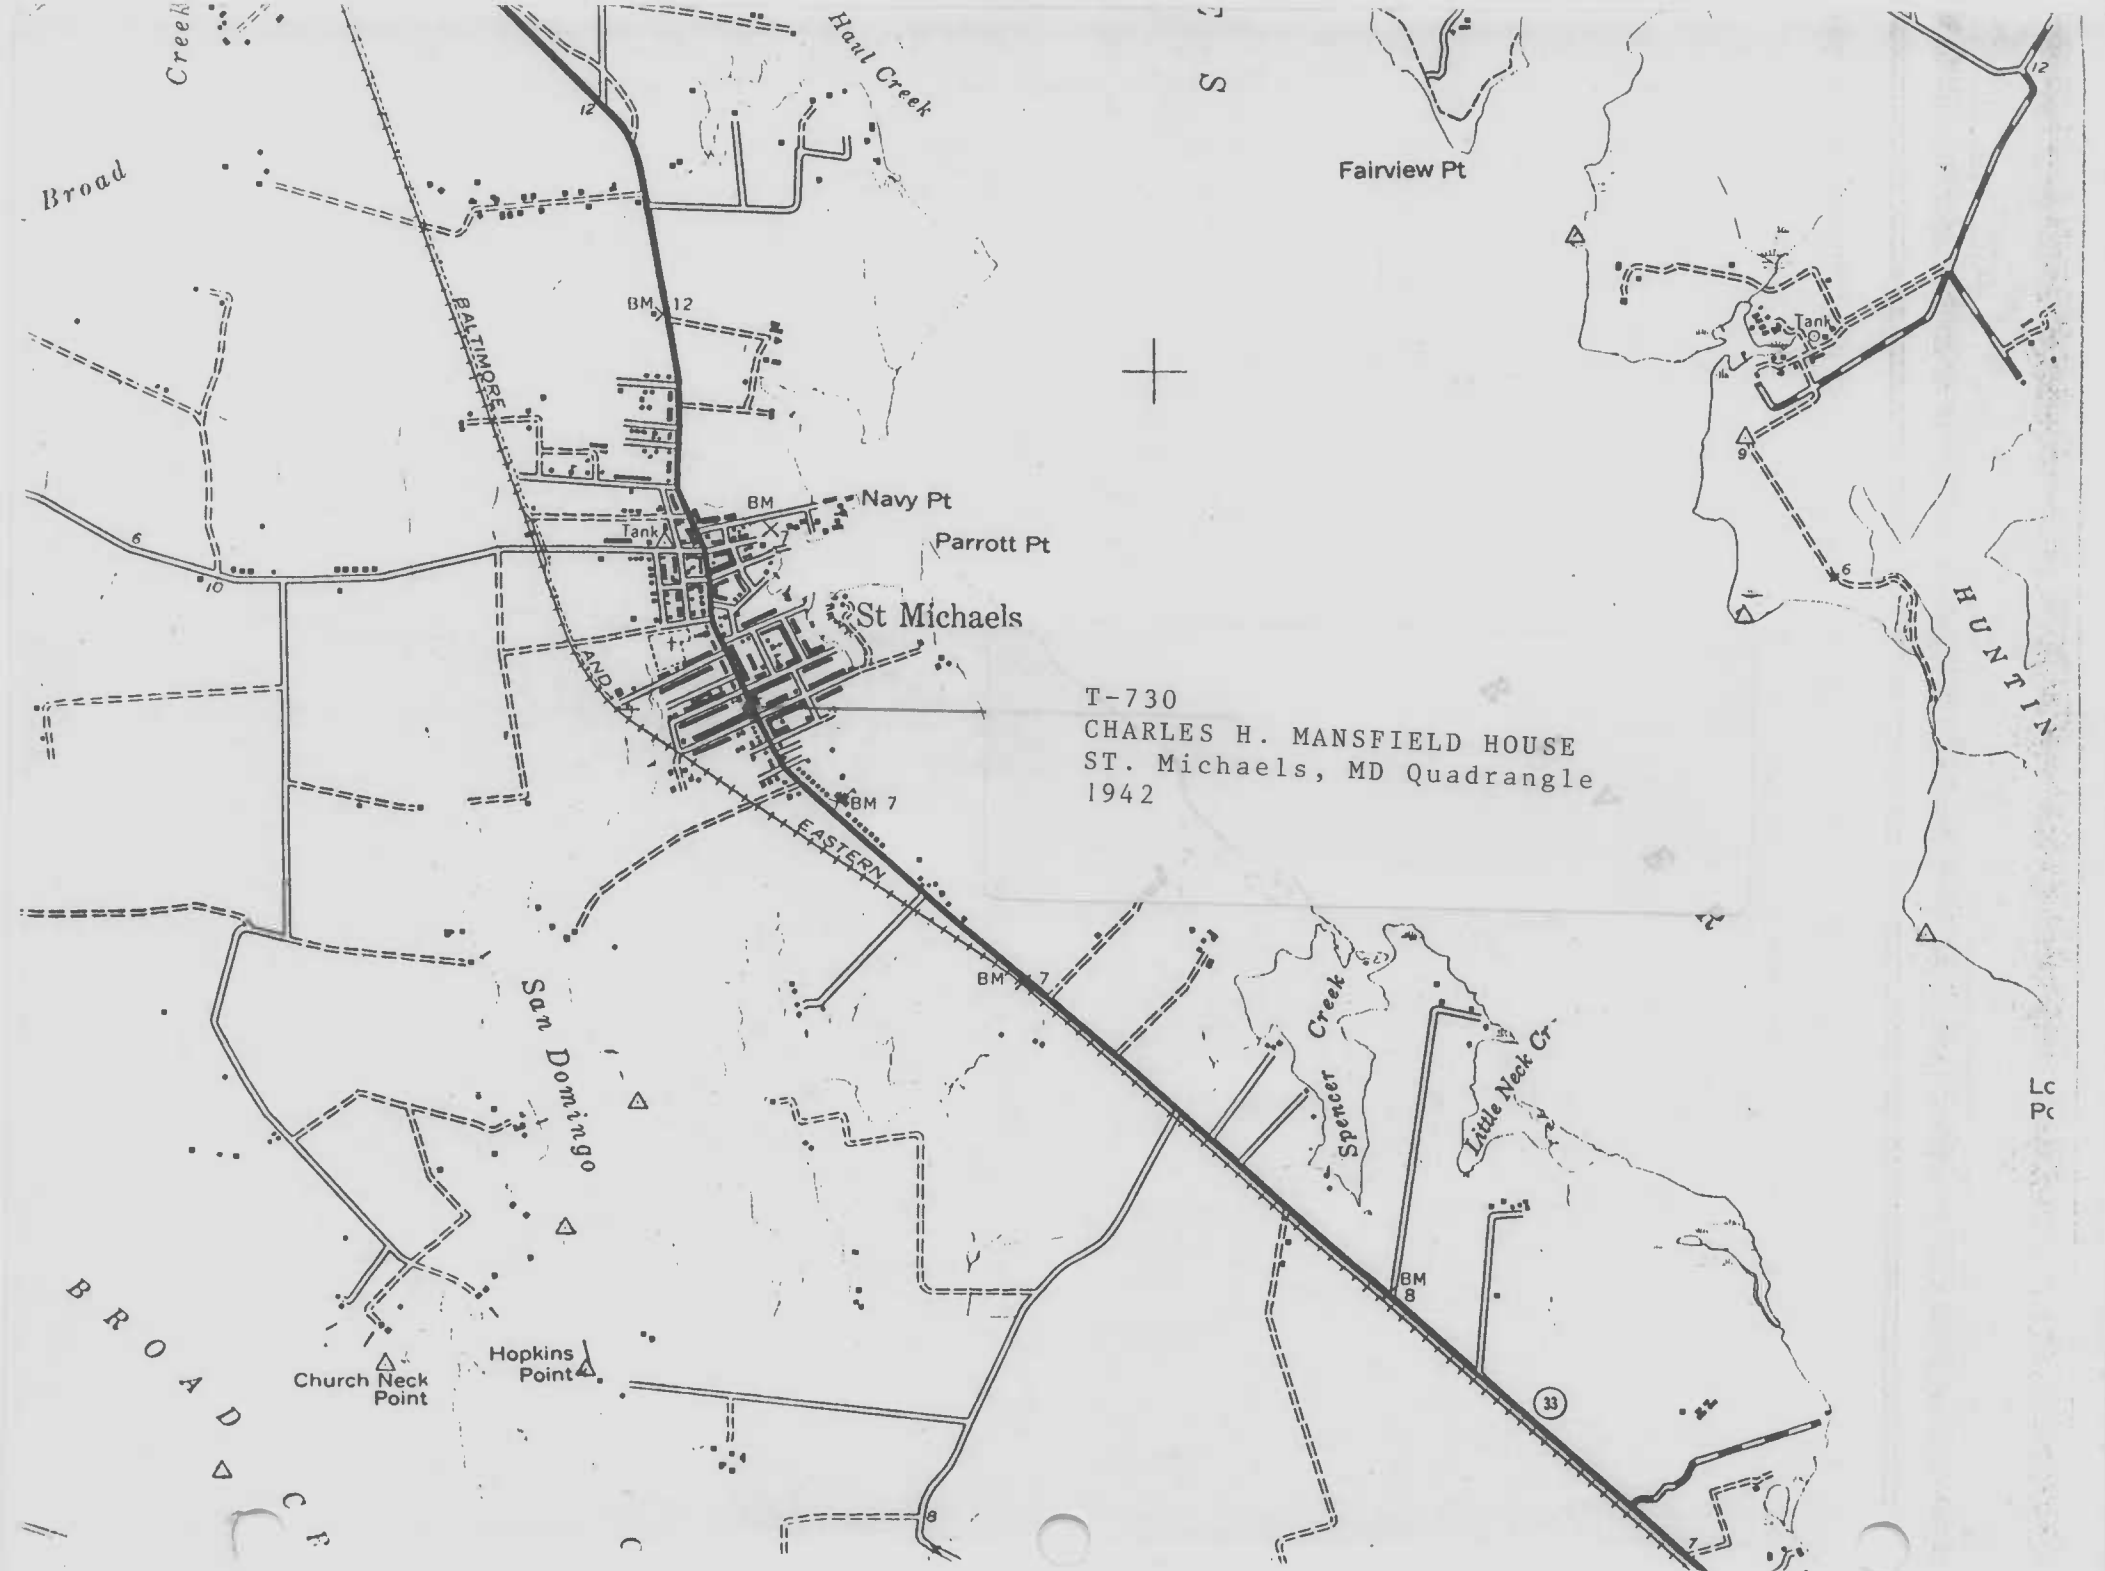 Creek
Haul Creek
S
12
12
Fairview Pt
Broad
BM 12
Tank
BALTIMORE
9
BM
Navy Pt
Tank
Parrott Pt
6
10
6
St Michaels
HUNTIN
AND
T-730
CHARLES H. MANSFIELD HOUSE
ST. Michaels, MD Quadrangle
1942
BM 7
EASTERN
BM 7
San Domingo
Spencer Creek
Little Neck Cr
BM
8
BROAD
Hopkins
Point
Church Neck
Point
33
8
7